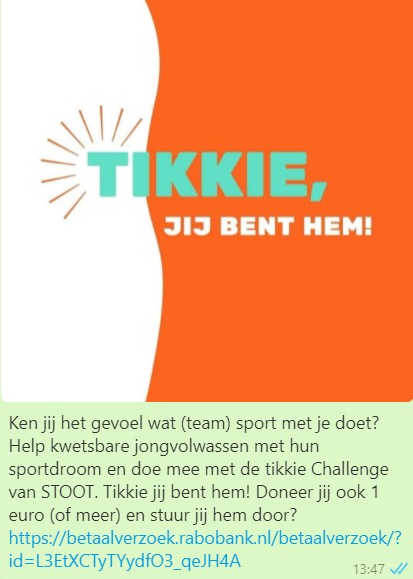 TIKKIE,
JIJ BENT HEM!
Ken jij het gevoel wat (team) sport met je doet?
Help kwetsbare jongvolwassen met hun
sportdroom en doe mee met de tikkie Challenge
van STOOT. Tikkie jij bent hem! Doneer jij ook 1
euro (of meer) en stuur jij hem door?
https://betaalverzoek.rabobank.nl/betaalverzoek/?
id=L3EtXCTyTYydfO3_qeJH4A
13:47